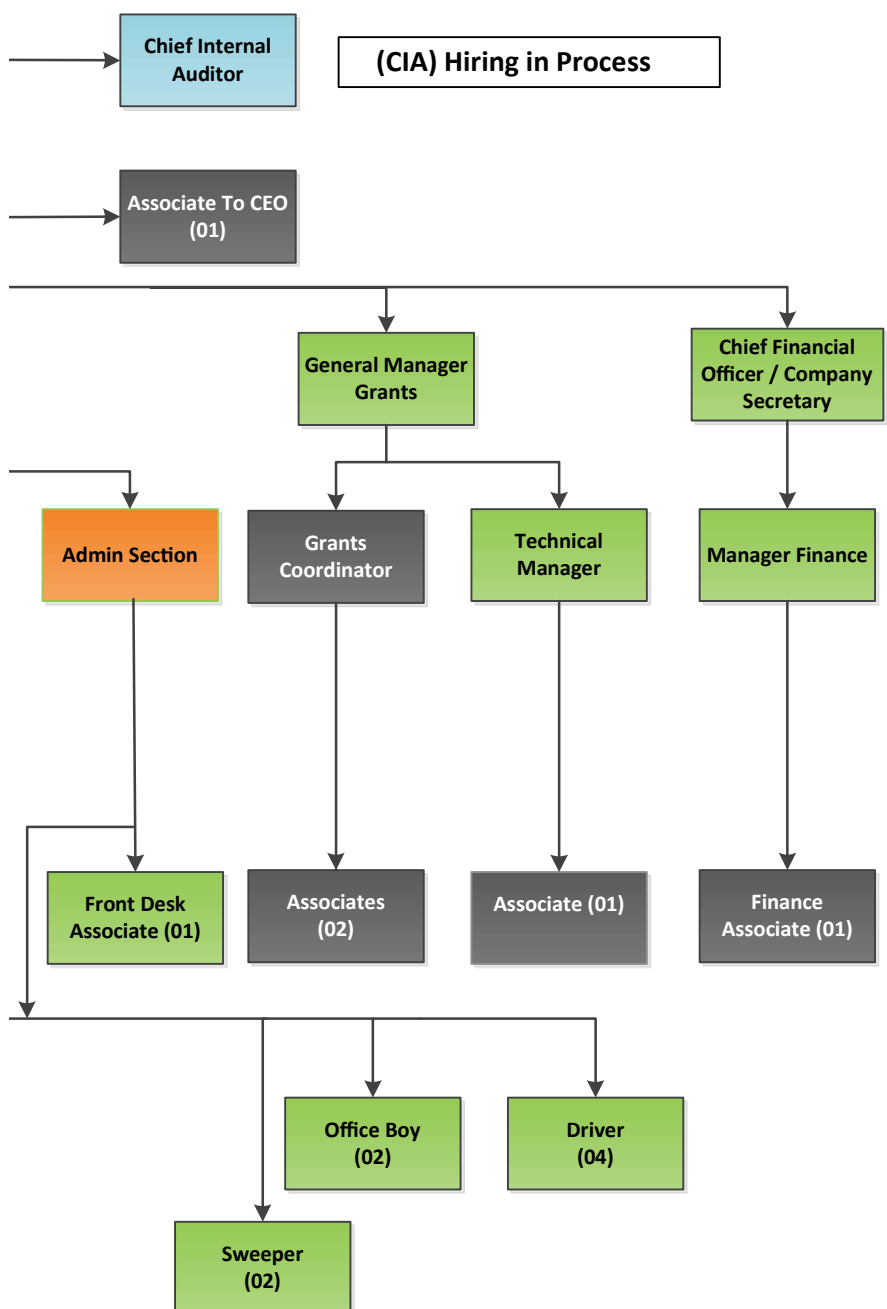 Chief Internal
Auditor
(CIA) Hiring in Process
Associate To CEO
(01)
General Manager
Grants
Chief Financial
Officer / Company
Secretary
Admin Section
Grants
Coordinator
Technical
Manager
Manager Finance
Front Desk
Associate (01)
Associates
(02)
Associate (01)
Finance
Associate (01)
Office Boy
(02)
Driver
(04)
Sweeper
(02)